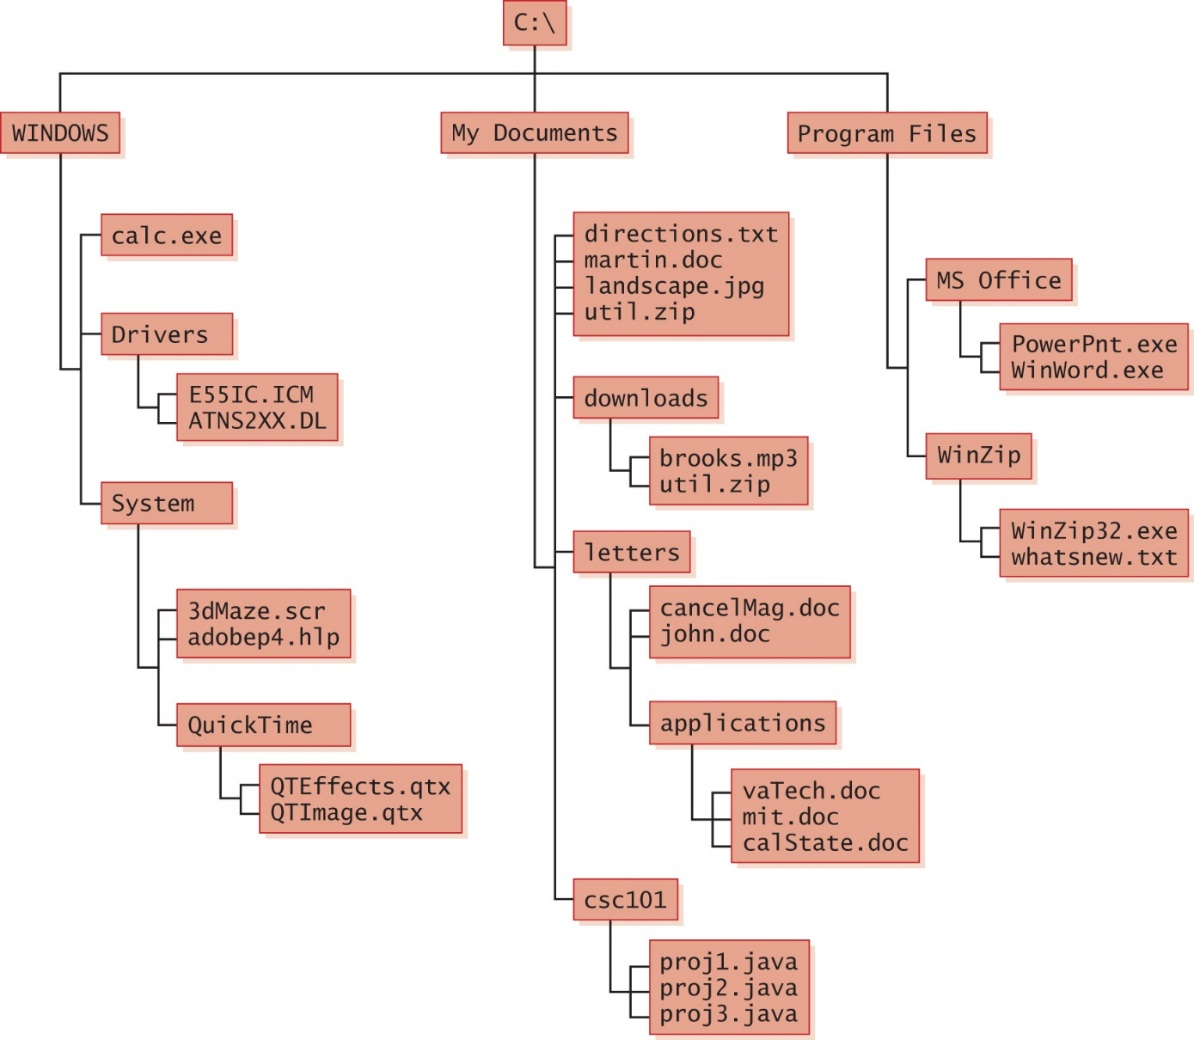 C:\
WINDOWS
My Documents
Program Files
calc.exe
Drivers
E55IC.ICM
ATNS2XX.DL
System
3dMaze.scr
adobep4.hlp
QuickTime
QTEffects.qtx
QTImage.qtx
directions.txt
martin.doc
landscape.jpg
util.zip
downloads
brooks.mp3
util.zip
letters
cancelMag.doc
john.doc
applications
vaTech.doc
mit.doc
calState.doc
csc101
proj1.java
proj2.java
proj3.java
MS Office
PowerPnt.exe
WinWord.exe
WinZip
WinZip32.exe
whatsnew.txt